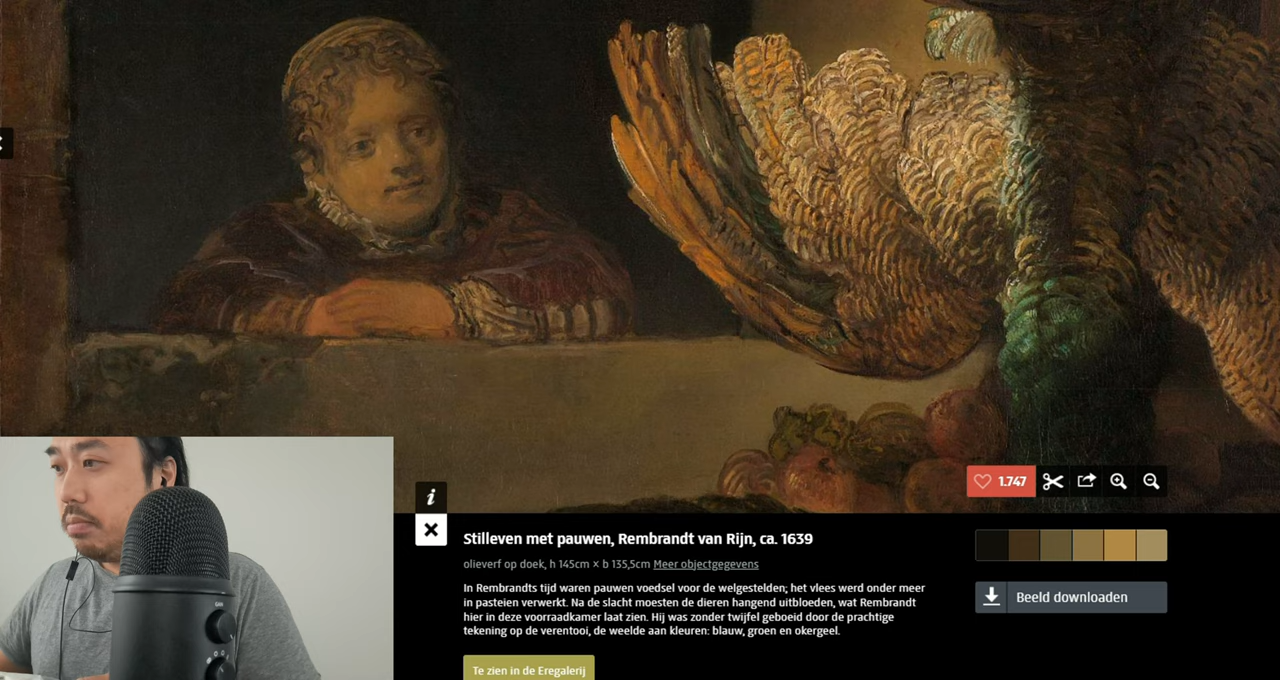 1.747
i
Stilleven met pauwen, Rembrandt van Rijn, ca. 1639
olieverf op doek, h 145cm × b 135,5cm Meer objectgegevens
In Rembrandts tijd waren pauwen voedsel voor de welgestelden; het vlees werd onder meer
in pasteien verwerkt. Na de slacht moesten de dieren hangend uitbloeden, wat Rembrandt
hier in deze voorraadkamer laat zien. Hij was zonder twijfel geboeid door de prachtige
tekening op de verentooi, de weelde aan kleuren: blauw, groen en okergeel.
Te zien in de Eregalerij
Beeld downloaden